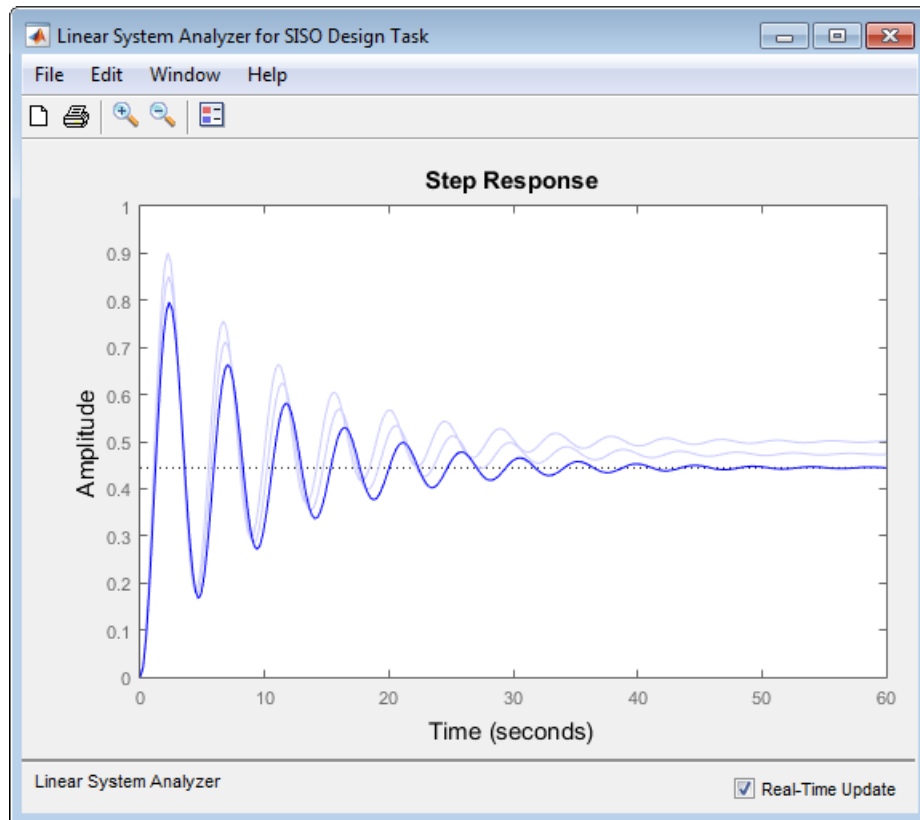 Linear System Analyzer for SISO Design Task
File Edit Window Help
Step Response
1
0.9
0.8
0.7
0.6
0.5
0.4
0.3
0.2
0.1
0
Amplitude
0 10 20 30 40 50 60
Time (seconds)
Linear System Analyzer
Real-Time Update